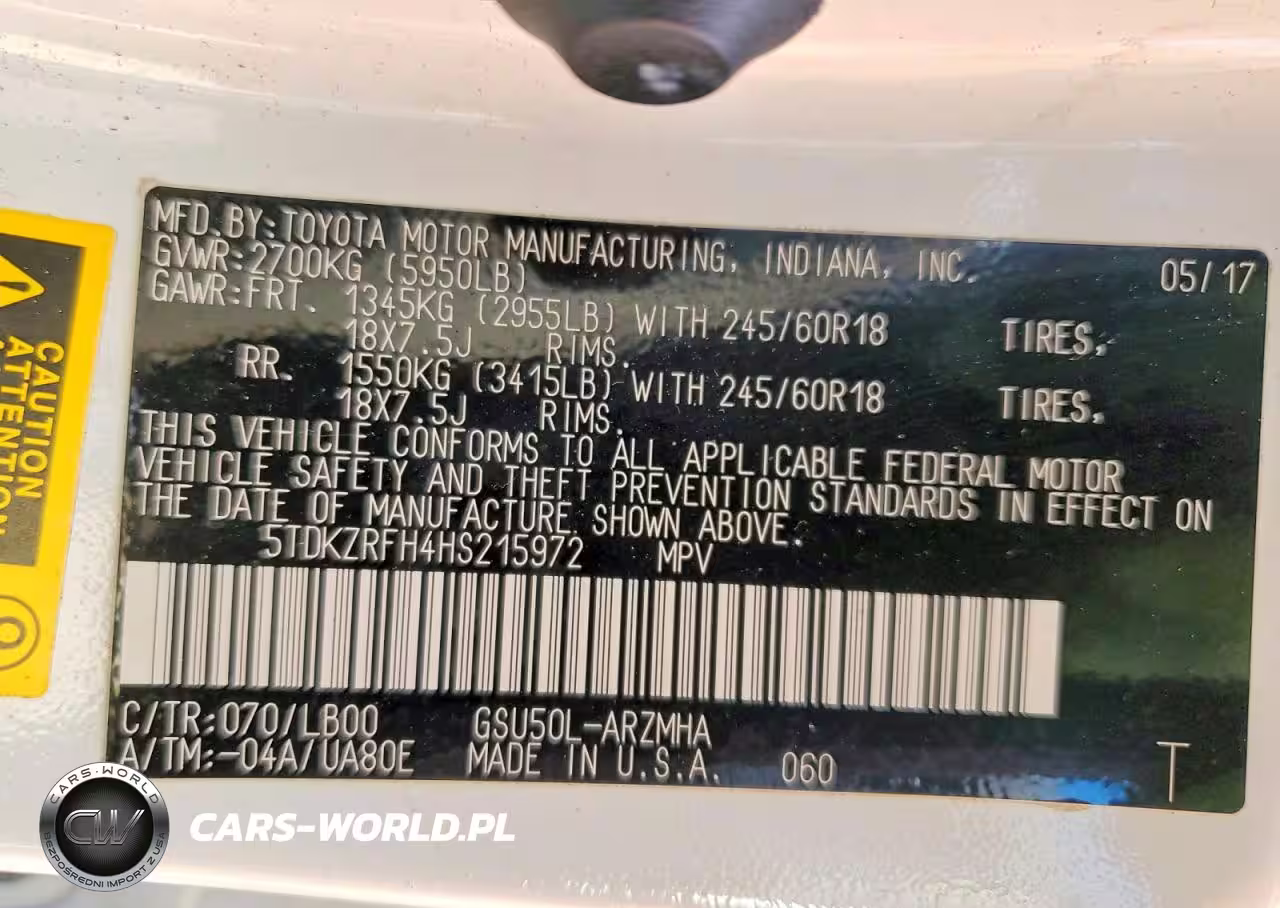 MFD.BY:TOYOTA MOTOR MANUFACTURING, INDIANA, INC. 05/17
GVWR:2700KG (5950LB)
GAWR:FRT. 1345KG (2955LB) WITH 245/60R18 TIRES,
18X7.5J RIMS.
RR. 1550KG (3415LB) WITH 245/60R18 TIRES,
18X7.5J RIMS.
THIS VEHICLE CONFORMS TO ALL APPLICABLE FEDERAL MOTOR
VEHICLE SAFETY AND THEFT PREVENTION STANDARDS IN EFFECT ON
THE DATE OF MANUFACTURE SHOWN ABOVE.
5TDKZRFH4HS215972 MPV
C/TR:070/LB00 GSU50L-ARZMHA
A/TM:-04A/UA80E MADE IN U.S.A. 060 T
CAUTION
ATTENTION
CARS-WORLD
CW
BEZPOŚREDNI IMPORT Z USA
CARS-WORLD.PL